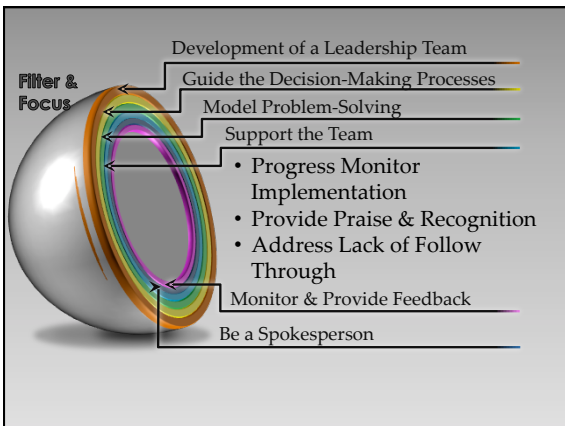 Filter &
Focus
Development of a Leadership Team
Guide the Decision-Making Processes
Model Problem-Solving
Support the Team
• Progress Monitor
Implementation
• Provide Praise & Recognition
• Address Lack of Follow
Through
Monitor & Provide Feedback
Be a Spokesperson